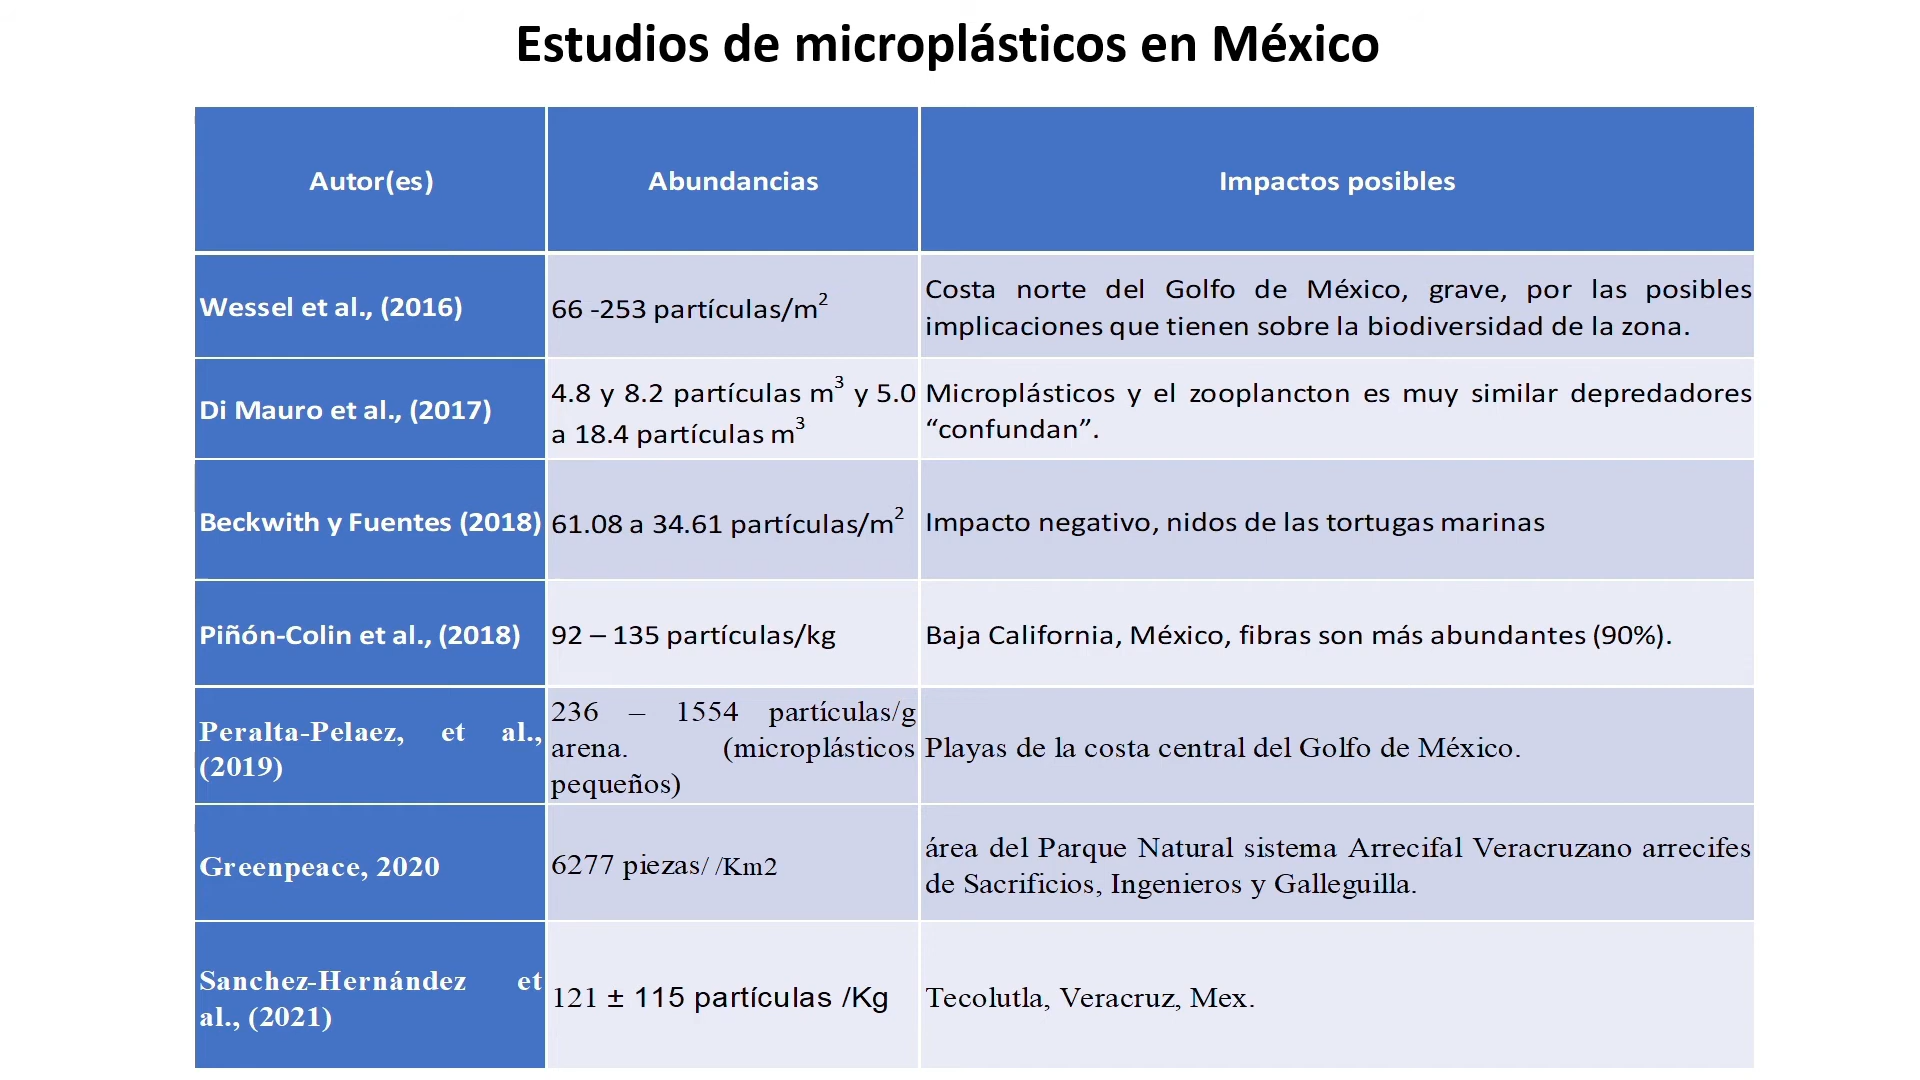 Estudios de microplásticos en México
Autor(es)
Abundancias
Impactos posibles
Wessel et al., (2016)
66 -253 partículas/m²
Costa norte del Golfo de México, grave, por las posibles
implicaciones que tienen sobre la biodiversidad de la zona.
Di Mauro et al., (2017)
4.8 y 8.2 partículas m³ y 5.0
a 18.4 partículas m³
Microplásticos y el zooplancton es muy similar depredadores
“confundan”.
Beckwith y Fuentes (2018)
61.08 a 34.61 partículas/m²
Impacto negativo, nidos de las tortugas marinas
Piñón-Colin et al., (2018)
92 – 135 partículas/kg
Baja California, México, fibras son más abundantes (90%).
Peralta-Pelaez, et al.,
(2019)
236 – 1554 partículas/g
arena. (microplásticos
pequeños)
Playas de la costa central del Golfo de México.
Greenpeace, 2020
6277 piezas/ /Km2
área del Parque Natural sistema Arrecifal Veracruzano arrecifes
de Sacrificios, Ingenieros y Galleguilla.
Sanchez-Hernández et
al., (2021)
121 ± 115 partículas /Kg
Tecolutla, Veracruz, Mex.